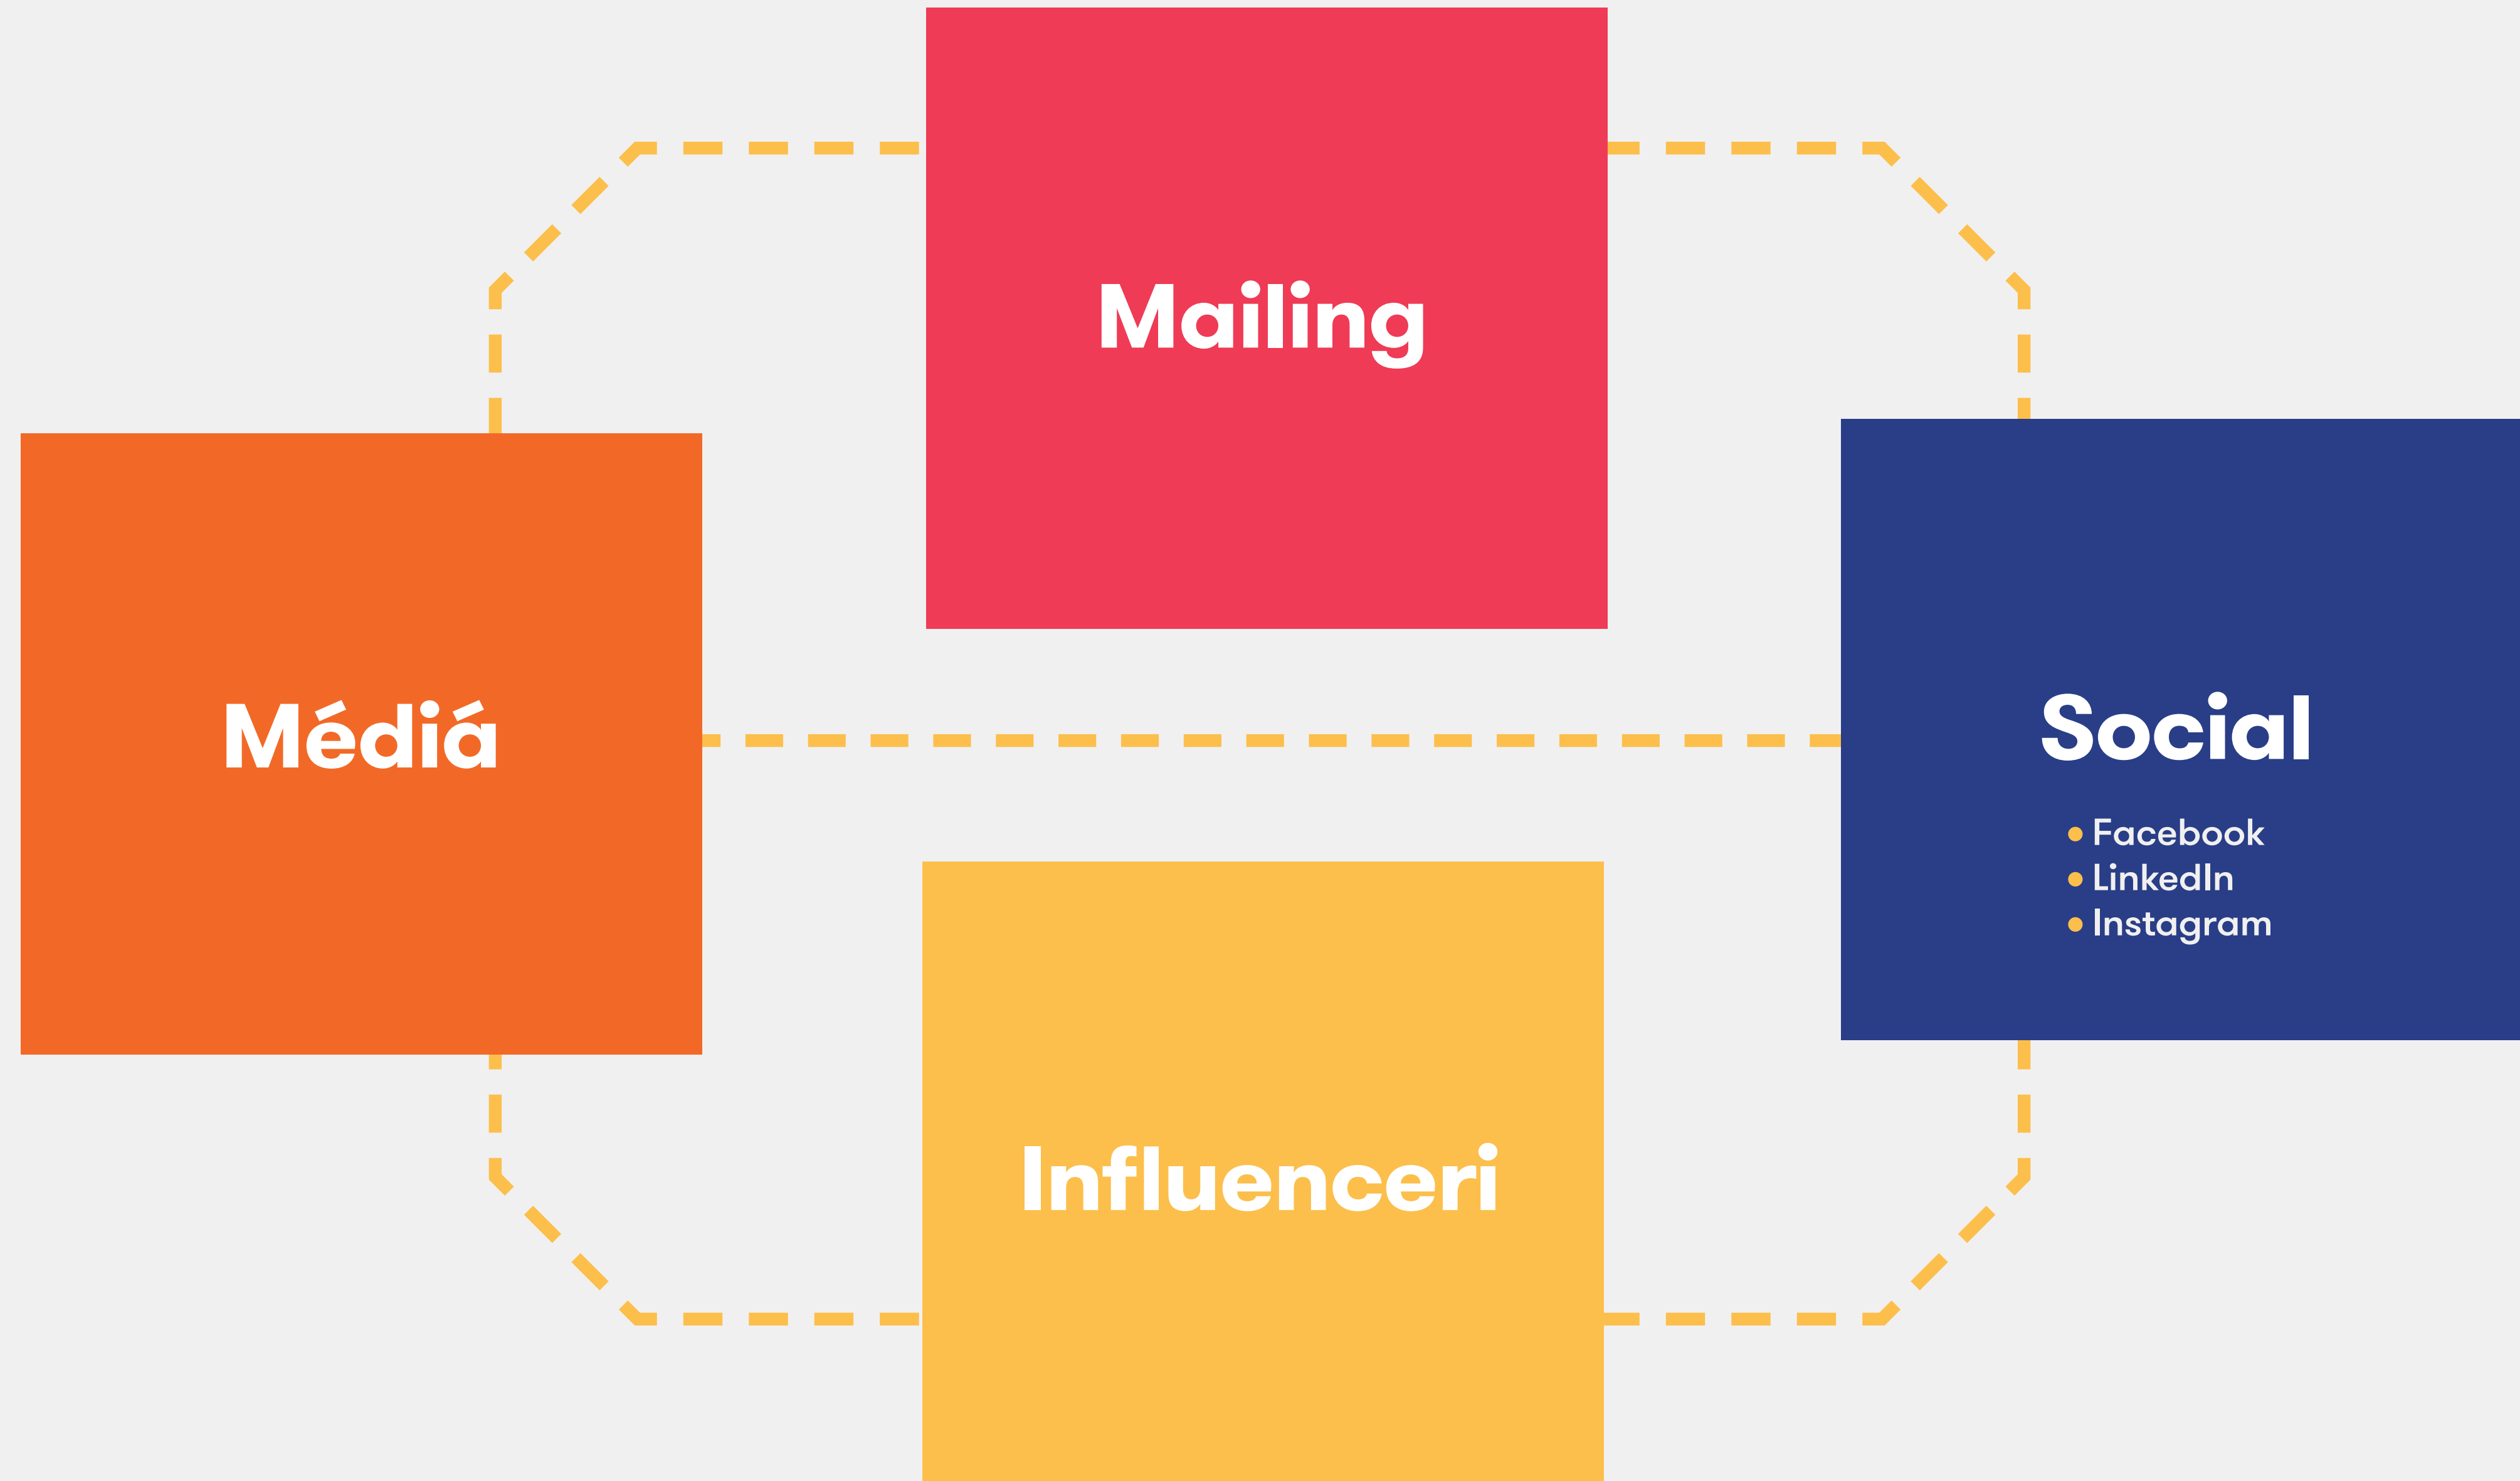 Mailing
Médiá
Social
Facebook
LinkedIn
Instagram
Influenceri